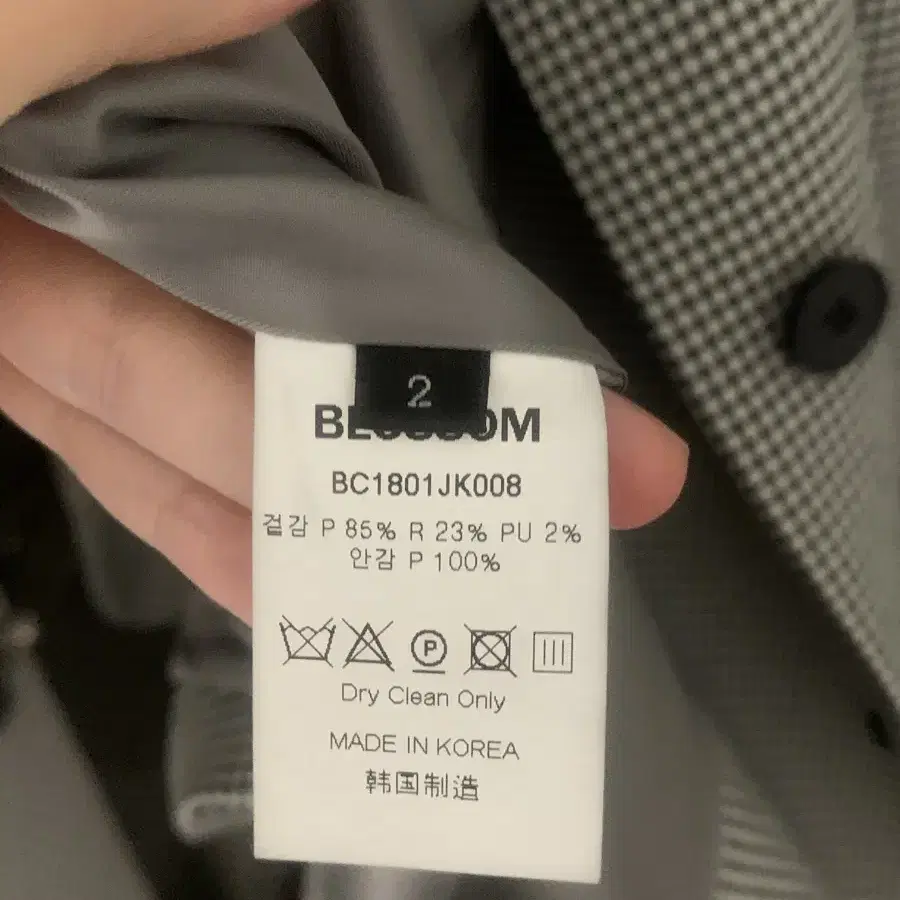 2
BLOSSOM
BC1801JK008
겉감 P 85% R 23% PU 2%
안감 P 100%
P
Dry Clean Only
MADE IN KOREA
韩国制造